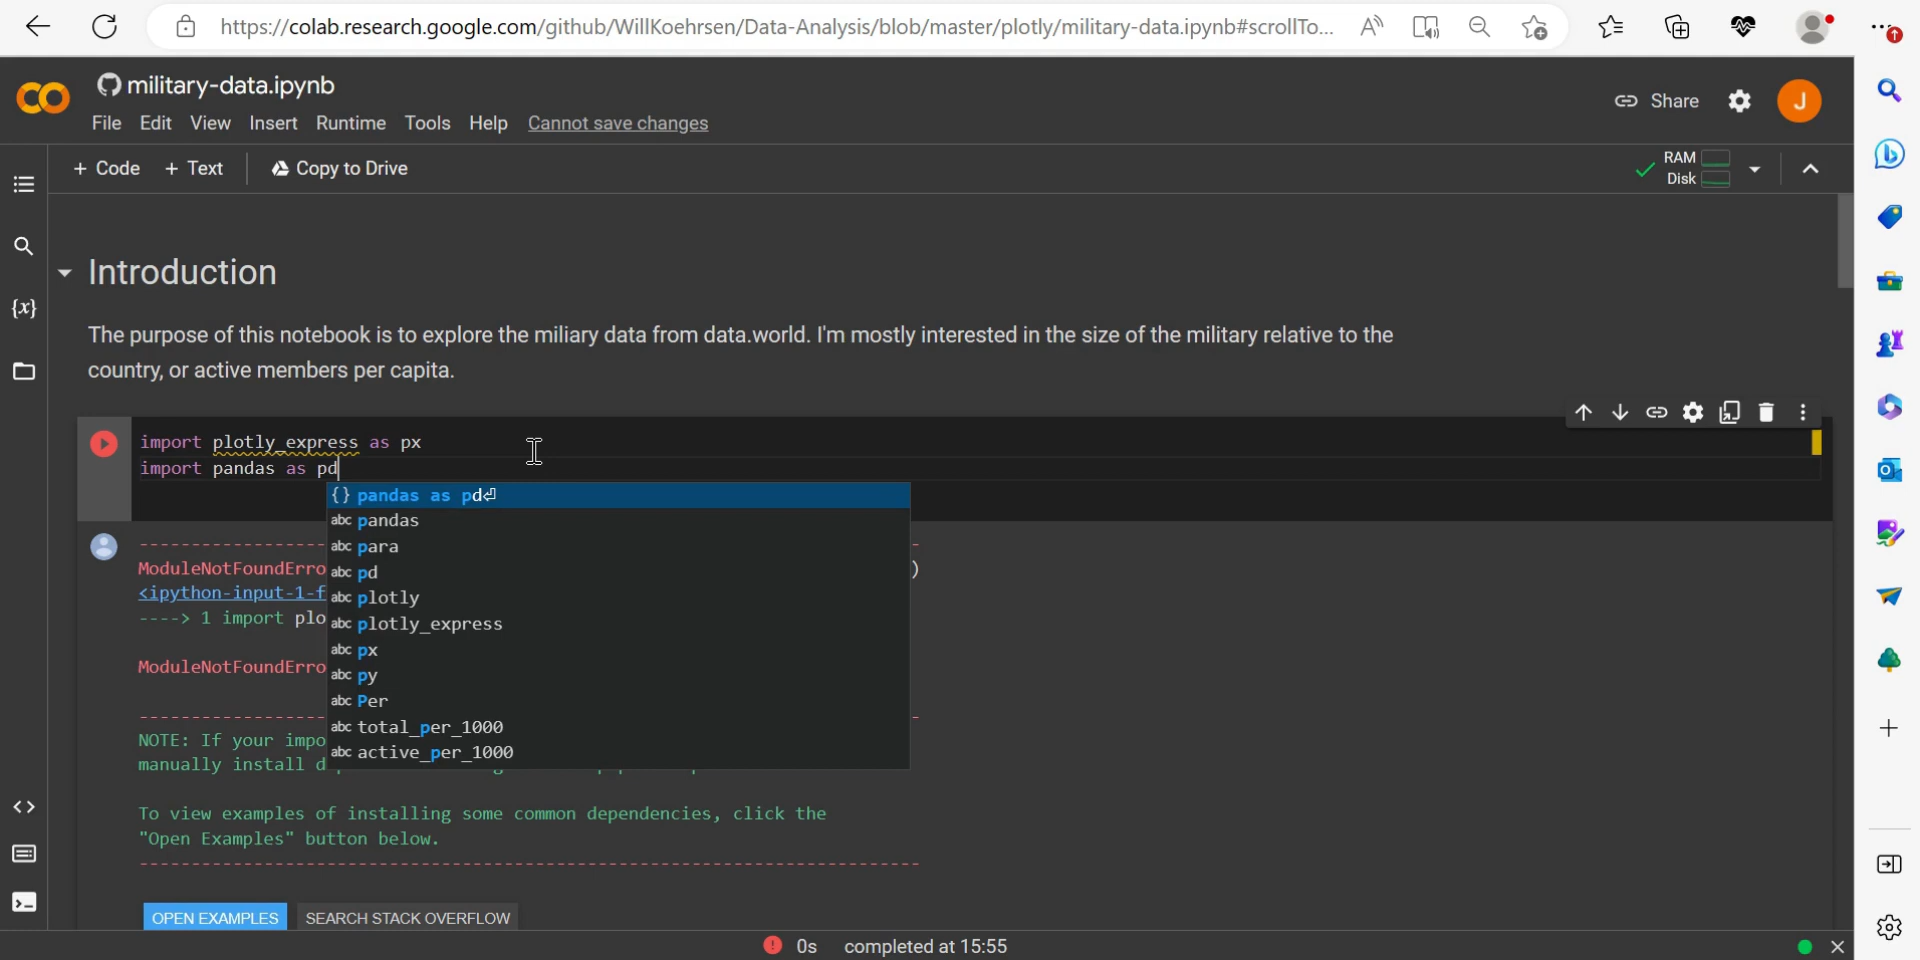 https://colab.research.google.com/github/WillKoehrsen/Data-Analysis/blob/master/plotly/military-data.ipynb#scrollTo...
military-data.ipynb
File Edit View Insert Runtime Tools Help Cannot save changes
Share
J
+ Code + Text Copy to Drive
RAM
Disk
Introduction
The purpose of this notebook is to explore the miliary data from data.world. I'm mostly interested in the size of the military relative to the
country, or active members per capita.
import plotly_express as px
import pandas as pd
{} pandas as pd⏎
abc pandas
abc para
abc pd
abc plotly
abc plotly_express
abc px
abc py
abc Per
abc total_per_1000
abc active_per_1000
ModuleNotFoundErro )
<ipython-input-1-f
----> 1 import plo
ModuleNotFoundErro
NOTE: If your impo
manually install d
To view examples of installing some common dependencies, click the
"Open Examples" button below.
OPEN EXAMPLES SEARCH STACK OVERFLOW
0s completed at 15:55